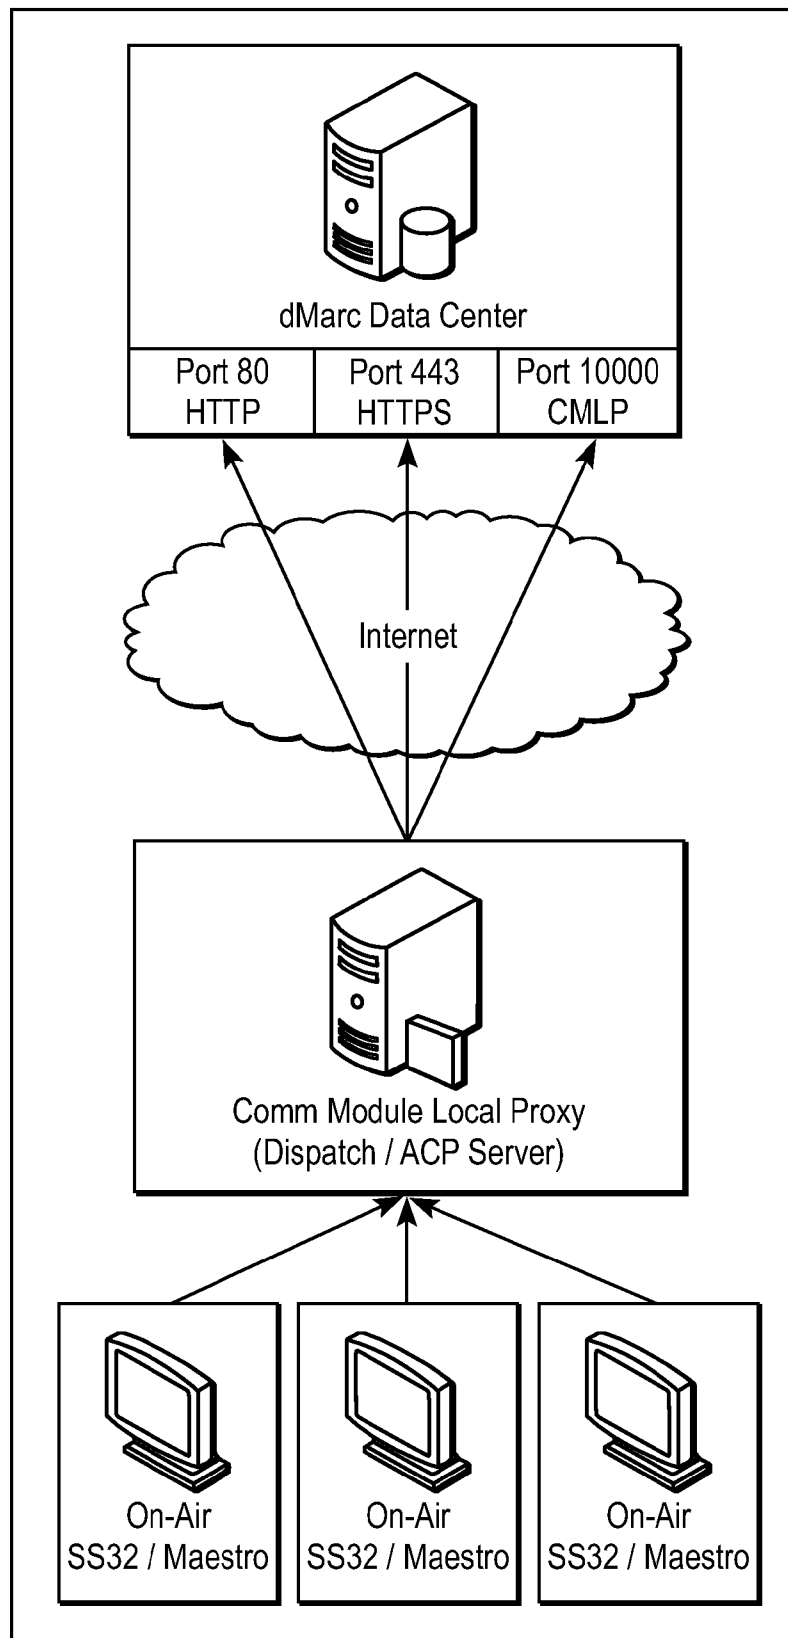 dMarc Data Center
Port 80
HTTP
Port 443
HTTPS
Port 10000
CMLP
Internet
Comm Module Local Proxy
(Dispatch / ACP Server)
On-Air
SS32 / Maestro
On-Air
SS32 / Maestro
On-Air
SS32 / Maestro